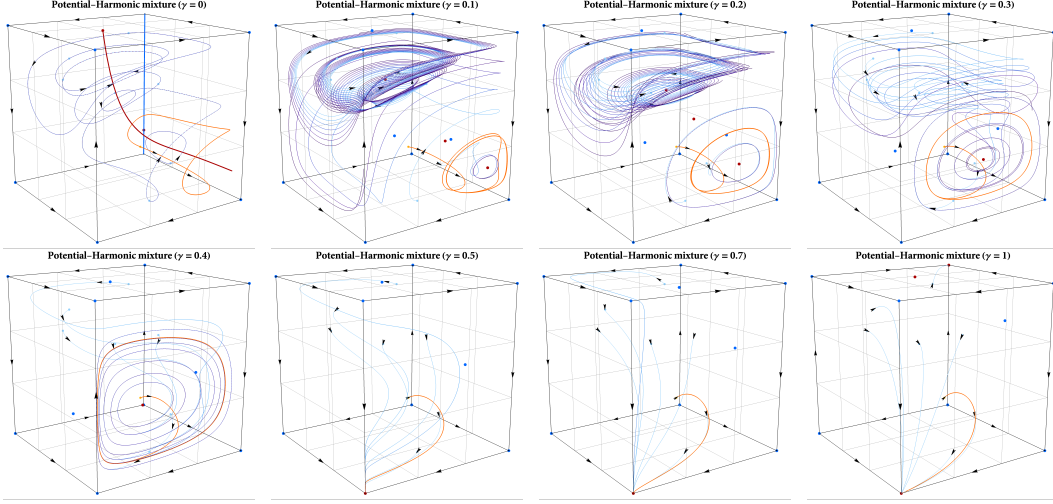 Potential–Harmonic mixture (γ = 0)
Potential–Harmonic mixture (γ = 0.1)
Potential–Harmonic mixture (γ = 0.2)
Potential–Harmonic mixture (γ = 0.3)
Potential–Harmonic mixture (γ = 0.4)
Potential–Harmonic mixture (γ = 0.5)
Potential–Harmonic mixture (γ = 0.7)
Potential–Harmonic mixture (γ = 1)